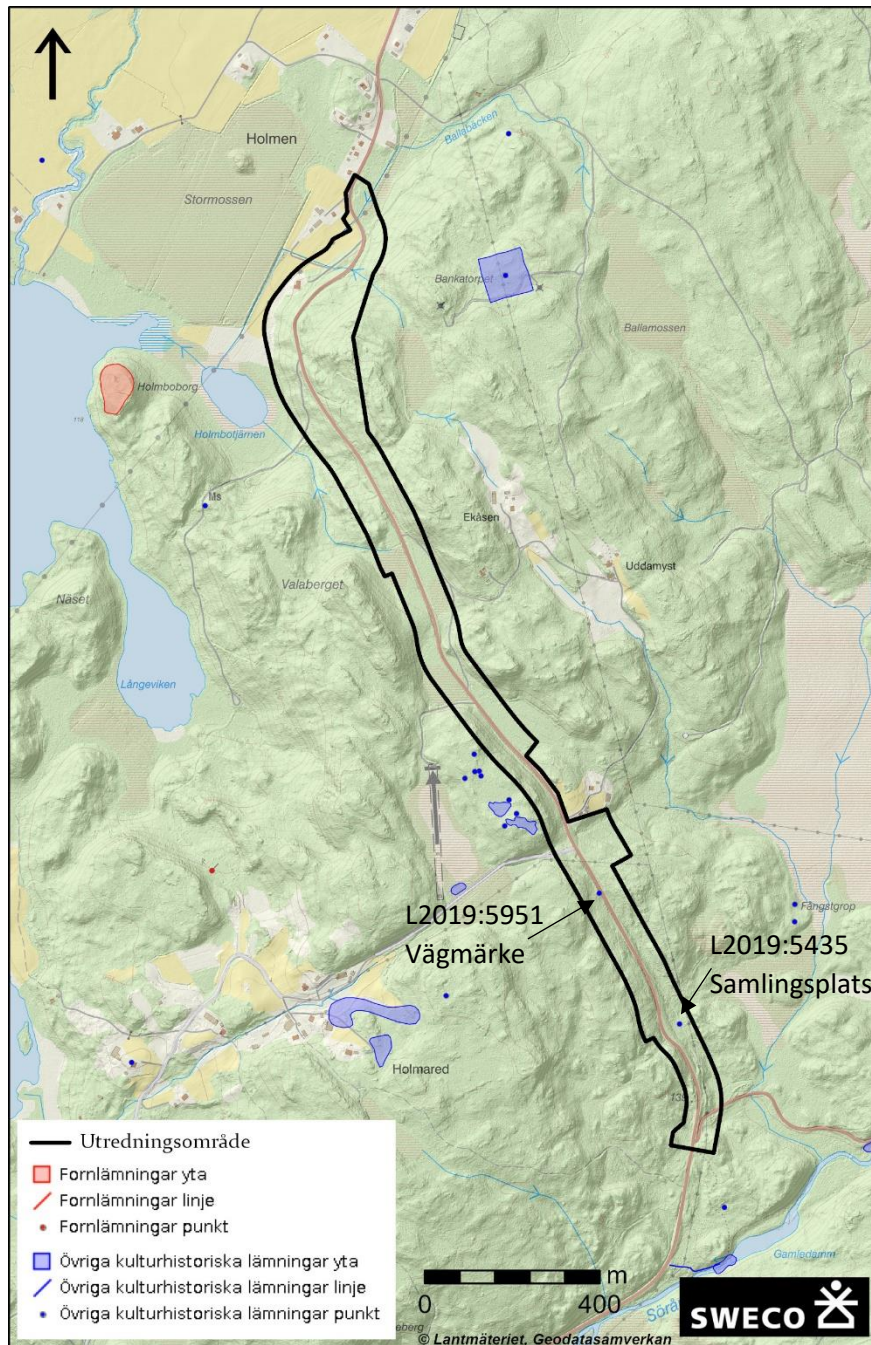 Holmen
Ballabäcken
Stormossen
Bankatorpet
Ballamossen
Holmboborg
Holmbotjärnen
Ekåsen
Uddamyst
Valaberget
Näset
Långeviken
L2019:5951
Vägmärke
Fångstgrop
L2019:5435
Samlingsplats
Holmared
Gamledamm
Utredningsområde
Fornlämningar yta
Fornlämningar linje
Fornlämningar punkt
Övriga kulturhistoriska lämningar yta
Övriga kulturhistoriska lämningar linje
Övriga kulturhistoriska lämningar punkt
m
0 400
SWECO
© Lantmäteriet, Geodatasamverkan